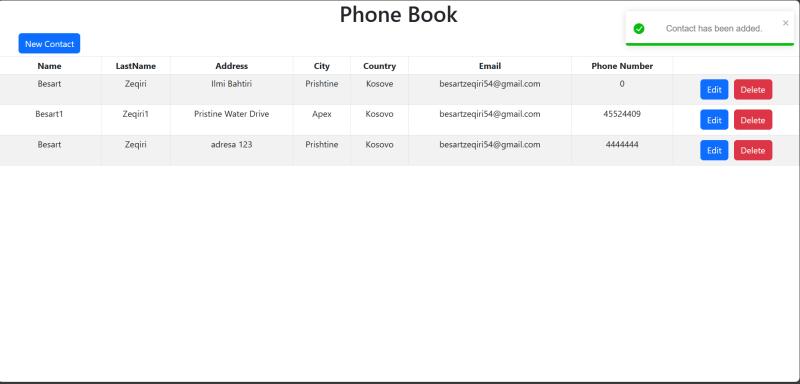 Phone Book
Contact has been added.
New Contact
Name LastName Address City Country Email Phone Number
Besart Zeqiri Ilmi Bahtiri Prishtine Kosove besartzeqiri54@gmail.com 0 Edit Delete
Besart1 Zeqiri1 Pristine Water Drive Apex Kosovo besartzeqiri54@gmail.com 45524409 Edit Delete
Besart Zeqiri adresa 123 Prishtine Kosovo besartzeqiri54@gmail.com 4444444 Edit Delete